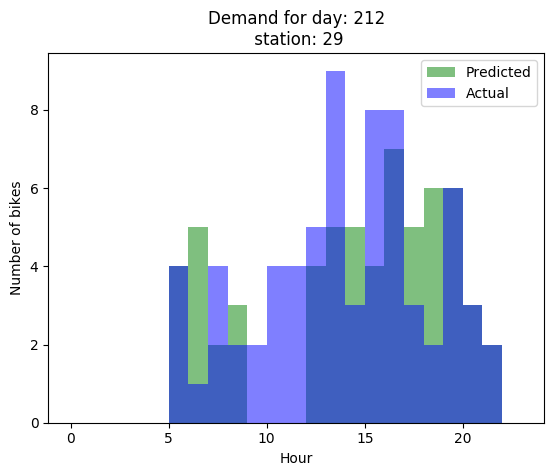 Demand for day: 212
station: 29
Predicted
Actual
Number of bikes
8
6
4
2
0
0
5
10
15
20
Hour